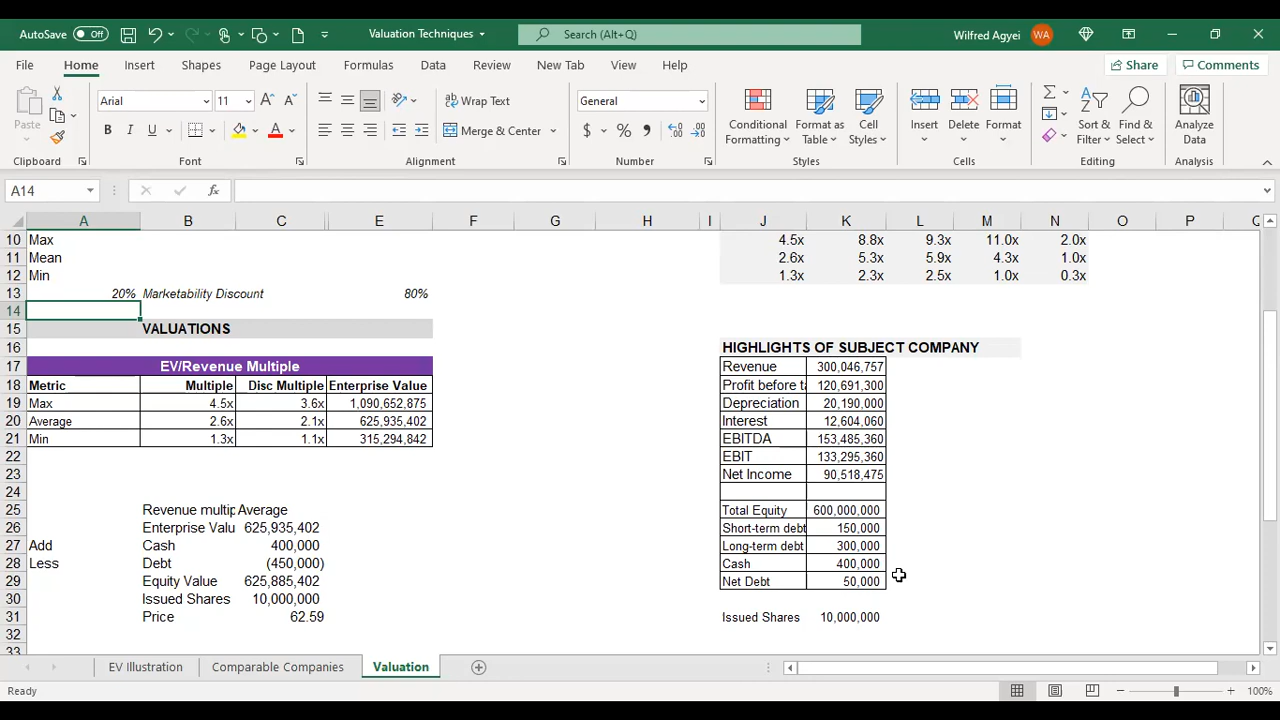 AutoSave Off Valuation Techniques Search (Alt+Q) Wilfred Agyei WA
File Home Insert Shapes Page Layout Formulas Data Review New Tab View Help Share Comments
Paste Arial 11 Wrap Text General Conditional Formatting Format as Table Cell Styles Insert Delete Format Sort & Filter Find & Select Analyze Data
B I U A Merge & Center $ %
Clipboard Font Alignment Number Styles Cells Editing Analysis
A14 fx
A B C E F G H I J K L M N O P Q
10 Max 4.5x 8.8x 9.3x 11.0x 2.0x
11 Mean 2.6x 5.3x 5.9x 4.3x 1.0x
12 Min 1.3x 2.3x 2.5x 1.0x 0.3x
13 20% Marketability Discount 80%
14
15 VALUATIONS
16 HIGHLIGHTS OF SUBJECT COMPANY
17 EV/Revenue Multiple Revenue 300,046,757
18 Metric Multiple Disc Multiple Enterprise Value Profit before ta 120,691,300
19 Max 4.5x 3.6x 1,090,652,875 Depreciation 20,190,000
20 Average 2.6x 2.1x 625,935,402 Interest 12,604,060
21 Min 1.3x 1.1x 315,294,842 EBITDA 153,485,360
22 EBIT 133,295,360
23 Net Income 90,518,475
24
25 Revenue multip Average Total Equity 600,000,000
26 Enterprise Valu 625,935,402 Short-term debt 150,000
27 Add Cash 400,000 Long-term debt 300,000
28 Less Debt (450,000) Cash 400,000
29 Equity Value 625,885,402 Net Debt 50,000
30 Issued Shares 10,000,000
31 Price 62.59 Issued Shares 10,000,000
32
33
EV Illustration Comparable Companies Valuation
Ready 100%